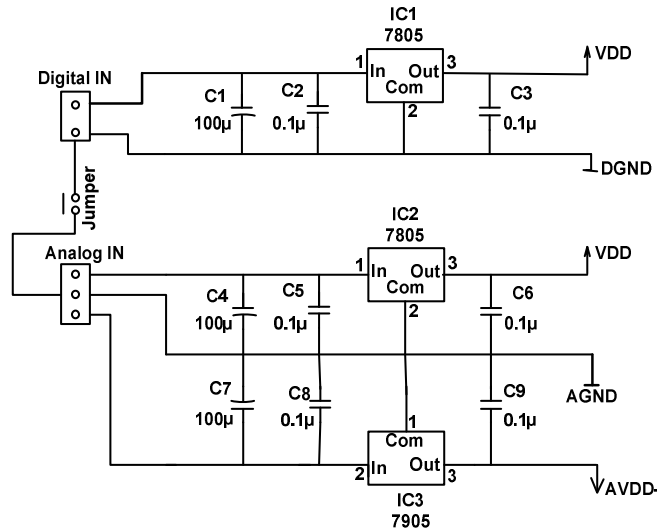 IC1
7805
Digital IN
1 In Out 3
Com
2
C1
100µ
C2
0.1µ
C3
0.1µ
VDD
DGND
Jumper
Analog IN
IC2
7805
1 In Out 3
Com
2
C4
100µ
C5
0.1µ
C6
0.1µ
VDD
AGND
C7
100µ
C8
0.1µ
C9
0.1µ
1
Com
2 In Out 3
IC3
7905
AVDD-